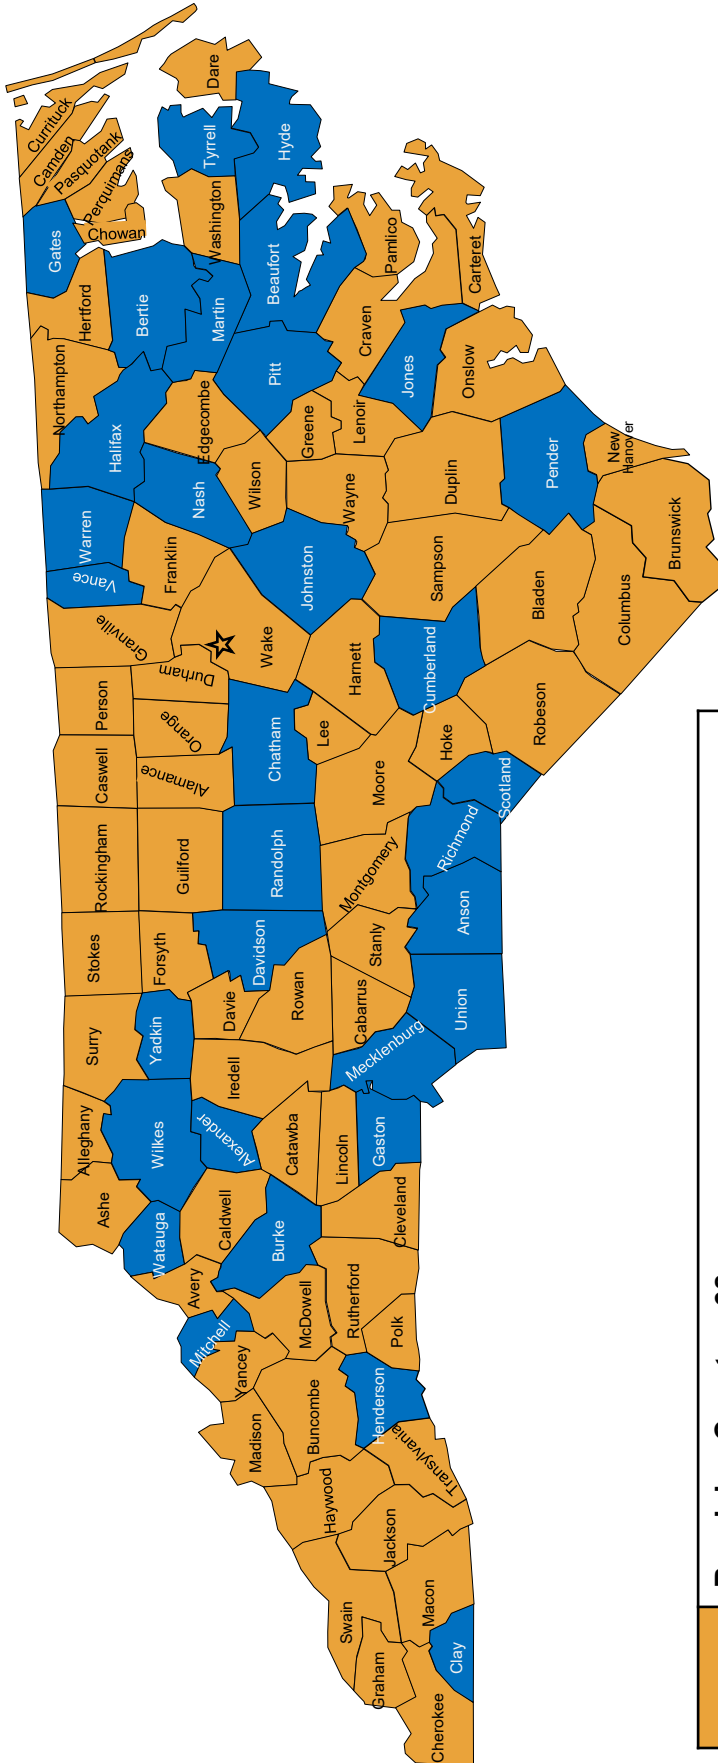 Cherokee
Graham
Swain
Clay
Macon
Jackson
Haywood
Transylvania
Madison
Buncombe
Henderson
Yancey
Mitchell
Avery
McDowell
Rutherford
Polk
Watauga
Ashe
Caldwell
Burke
Cleveland
Alleghany
Wilkes
Alexander
Catawba
Lincoln
Gaston
Surry
Yadkin
Iredell
Mecklenburg
Stokes
Forsyth
Davie
Rowan
Cabarrus
Union
Davidson
Stanly
Anson
Rockingham
Guilford
Randolph
Montgomery
Richmond
Caswell
Alamance
Chatham
Moore
Scotland
Person
Orange
Durham
Lee
Hoke
Granville
Wake
Harnett
Cumberland
Robeson
Vance
Warren
Franklin
Johnston
Sampson
Bladen
Columbus
Halifax
Nash
Wilson
Wayne
Duplin
Pender
Brunswick
New
Hanover
Northampton
Edgecombe
Greene
Lenoir
Jones
Onslow
Hertford
Bertie
Martin
Pitt
Craven
Gates
Chowan
Washington
Beaufort
Pamlico
Carteret
Perquimans
Pasquotank
Camden
Currituck
Tyrrell
Hyde
Dare